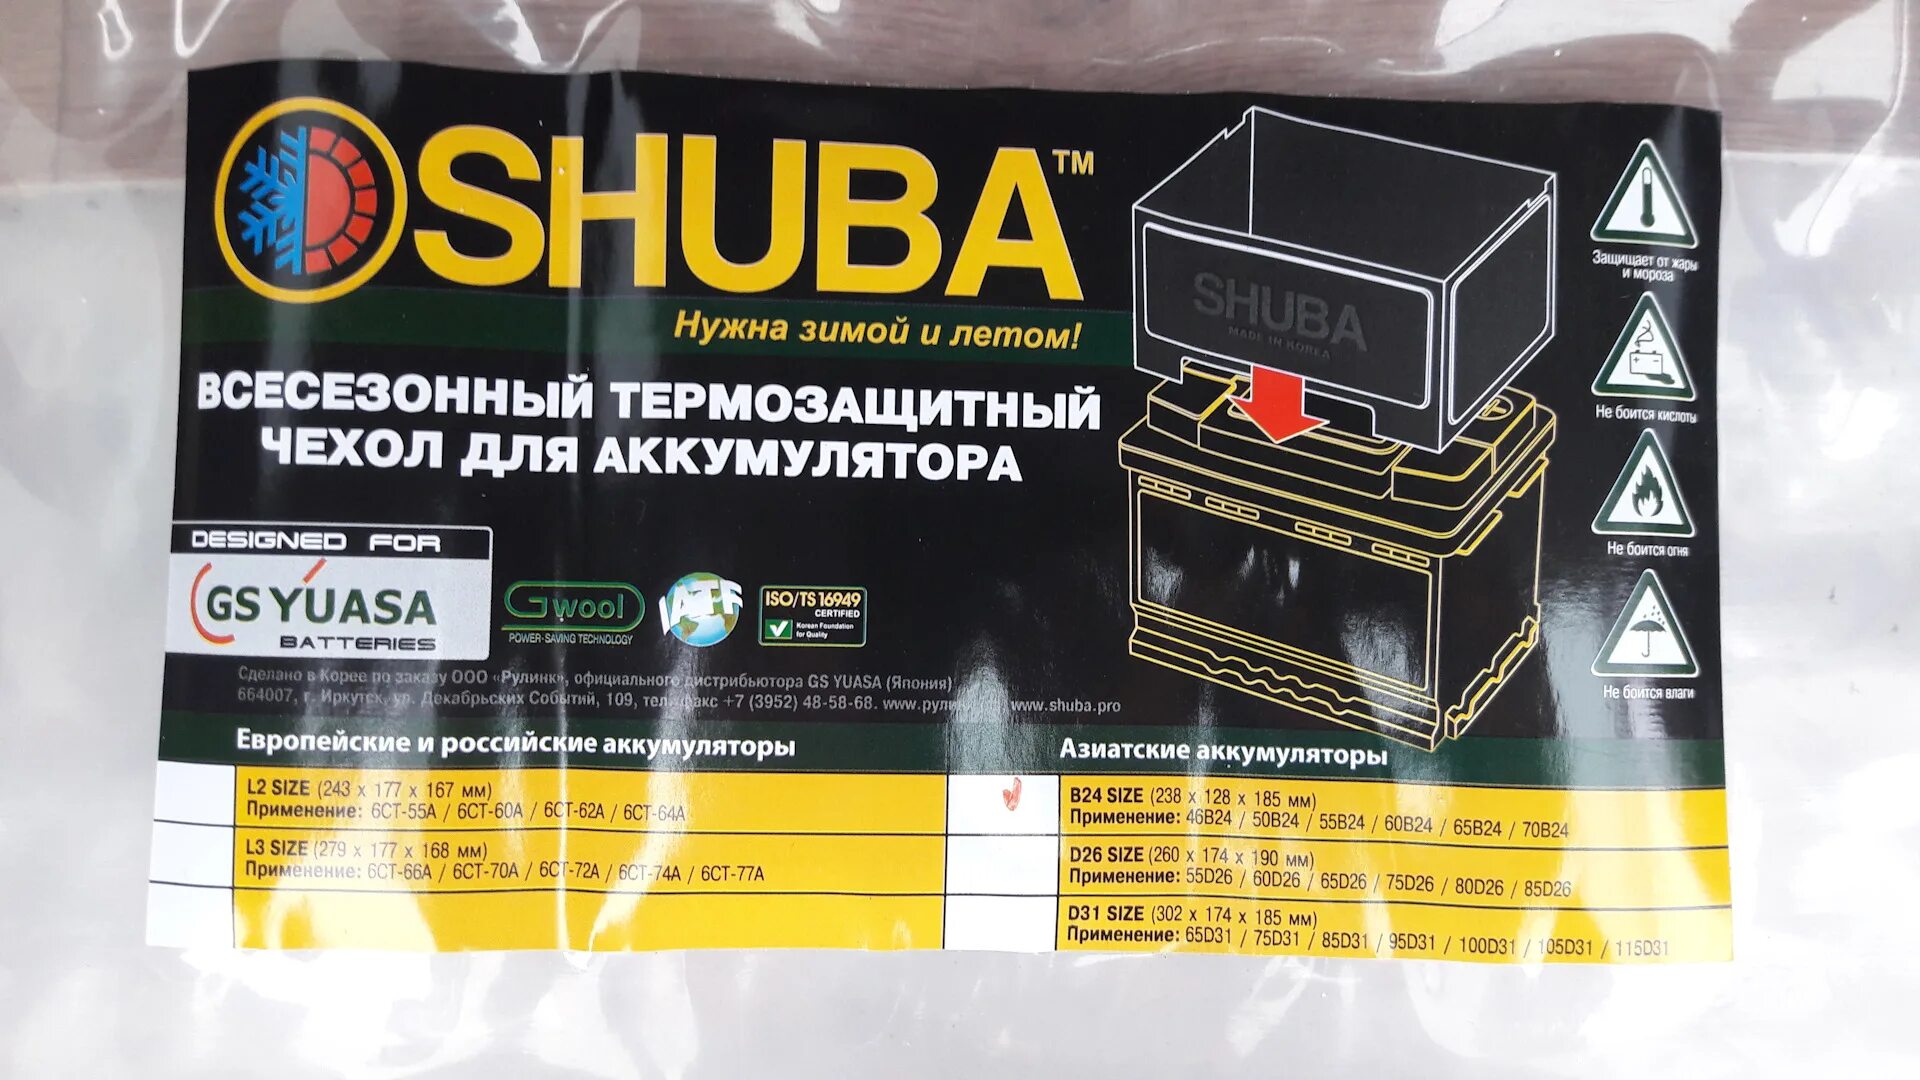 SHUBA™
Нужна зимой и летом!
ВСЕСЕЗОННЫЙ ТЕРМОЗАЩИТНЫЙ
ЧЕХОЛ ДЛЯ АККУМУЛЯТОРА
SHUBA
MADE IN KOREA
Защищает от жары
и мороза
Не боится кислоты
Не боится огня
Не боится влаги
DESIGNED FOR
GS YUASA
BATTERIES
Gwool
POWER-SAVING TECHNOLOGY
IATF
ISO/TS 16949
CERTIFIED
Korean Foundation
for Quality
Сделано в Корее по заказу ООО «Рулинк», официального дистрибьютора GS YUASA (Япония)
664007, г. Иркутск, ул. Декабрьских Событий, 109, тел./факс +7 (3952) 48-58-68. www.shuba.pro
Европейские и российские аккумуляторы
L2 SIZE (243 x 177 x 167 мм)
Применение: 6СТ-55А / 6СТ-60А / 6СТ-62А / 6СТ-64А
L3 SIZE (279 x 177 x 168 мм)
Применение: 6СТ-66А / 6СТ-70А / 6СТ-72А / 6СТ-74А / 6СТ-77А
Азиатские аккумуляторы
B24 SIZE (238 x 128 x 185 мм)
Применение: 46B24 / 50B24 / 55B24 / 60B24 / 65B24 / 70B24
D26 SIZE (260 x 174 x 190 мм)
Применение: 55D26 / 60D26 / 65D26 / 75D26 / 80D26 / 85D26
D31 SIZE (302 x 174 x 185 мм)
Применение: 65D31 / 75D31 / 85D31 / 95D31 / 100D31 / 105D31 / 115D31